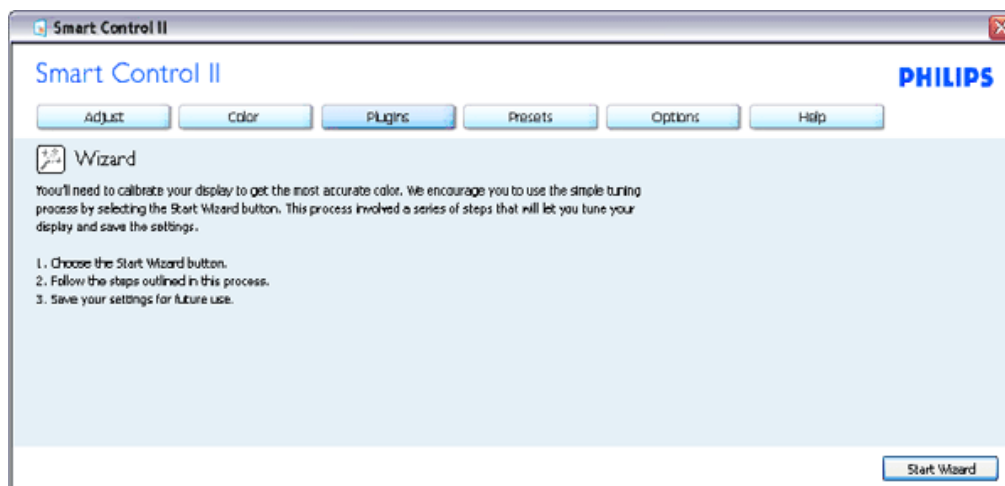 Smart Control II
Smart Control II
PHILIPS
Adjust Color Plugins Presets Options Help
Wizard
Yoou'll need to calibrate your display to get the most accurate color. We encourage you to use the simple tuning
process by selecting the Start Wizard button. This process involved a series of steps that will let you tune your
display and save the settings.
1. Choose the Start Wizard button.
2. Follow the steps outlined in this process.
3. Save your settings for future use.
Start Wizard